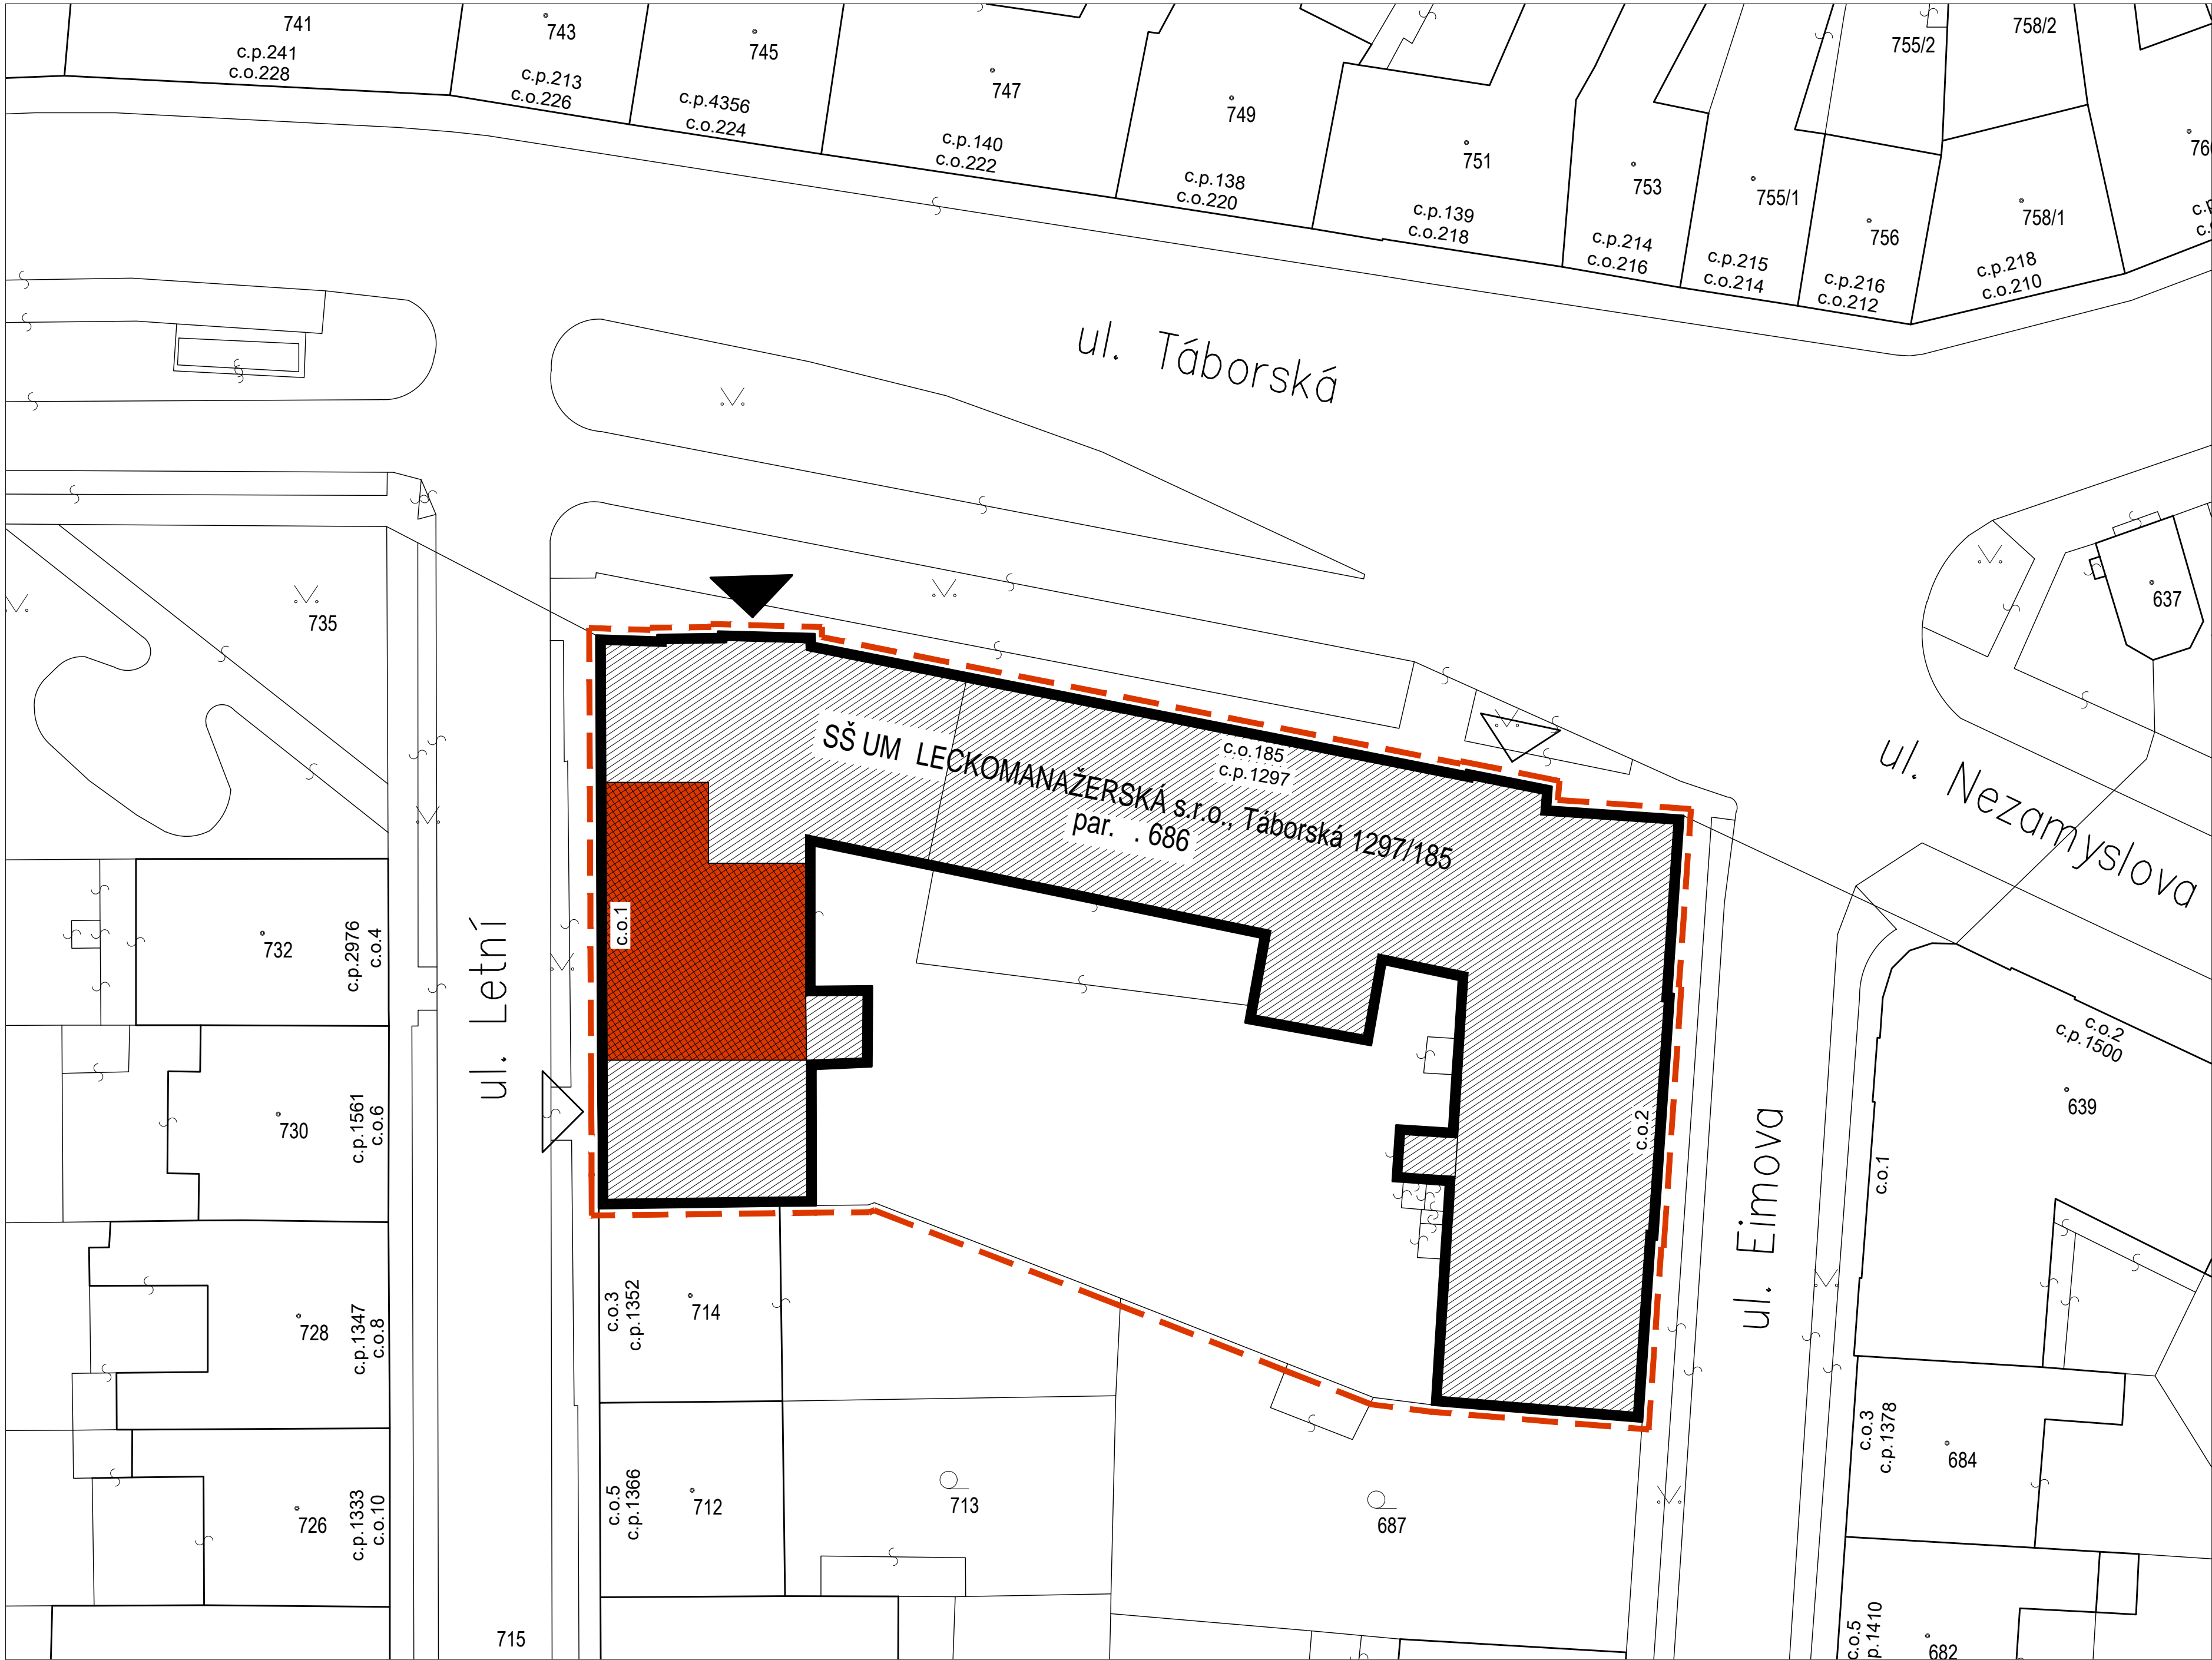 741
c.p.241
c.o.228
743
c.p.213
c.o.226
745
c.p.4356
c.o.224
747
c.p.140
c.o.222
749
c.p.138
c.o.220
751
c.p.139
c.o.218
753
c.p.214
c.o.216
755/1
c.p.215
c.o.214
755/2
756
c.p.216
c.o.212
758/2
758/1
c.p.218
c.o.210
ul. Táborská
735
637
SŠ UM LECKOMANAŽERSKÁ s.r.o., Táborská 1297/185
par. . 686
c.o.185
c.p.1297
ul. Nezamyslova
c.o.1
ul. Letní
732
c.p.2976
c.o.4
730
c.p.1561
c.o.6
728
c.p.1347
c.o.8
726
c.p.1333
c.o.10
715
c.o.3
c.p.1352
714
c.o.5
c.p.1366
712
713
687
c.o.2
ul. Eimova
c.o.2
c.p.1500
639
c.o.1
c.o.3
c.p.1378
684
c.o.5
p.1410
682